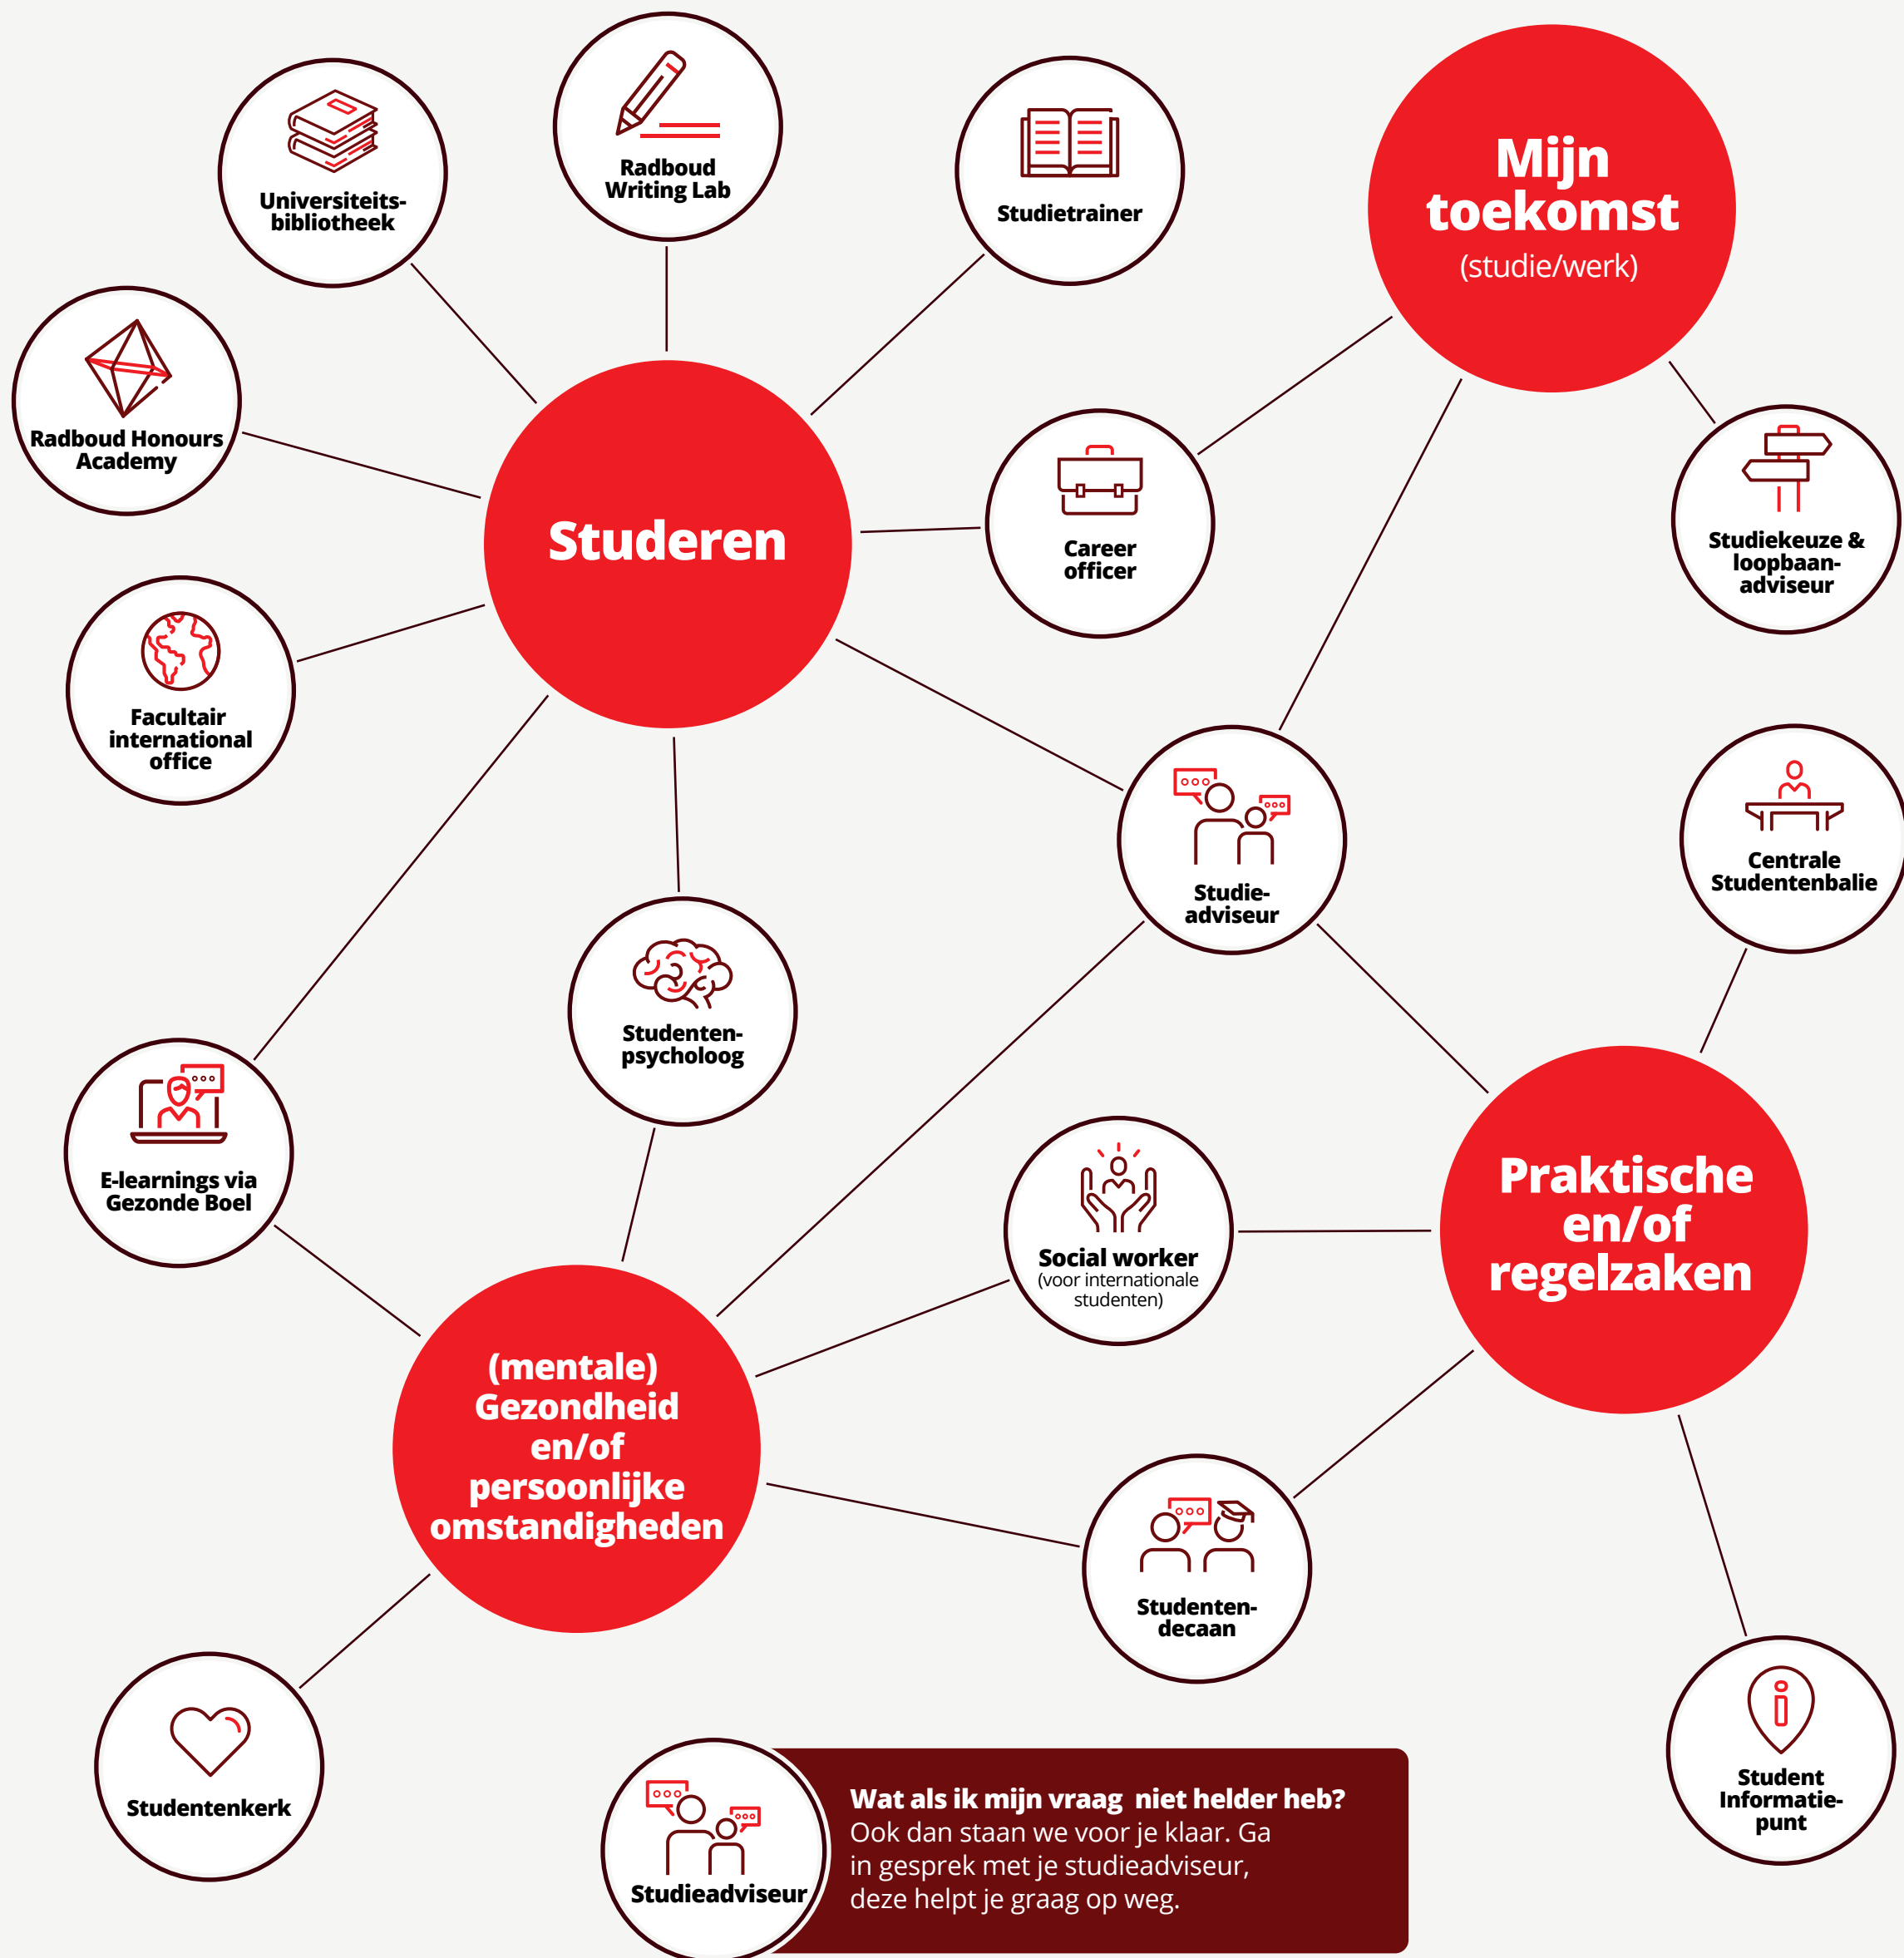 Universiteits-
bibliotheek
Radboud
Writing Lab
Studietrainer
Mijn
toekomst
(studie/werk)
Radboud Honours
Academy
Studeren
Career
officer
Studiekeuze &
loopbaan-
adviseur
Facultair
international
office
Studie-
adviseur
Centrale
Studentenbalie
Studenten-
psycholoog
E-learnings via
Gezonde Boel
Social worker
(voor internationale
studenten)
Praktische
en/of
regelzaken
(mentale)
Gezondheid
en/of
persoonlijke
omstandigheden
Studenten-
decaan
Studentenkerk
Student
Informatie-
punt
Studieadviseur
Wat als ik mijn vraag  niet helder heb?
Ook dan staan we voor je klaar. Ga
in gesprek met je studieadviseur,
deze helpt je graag op weg.